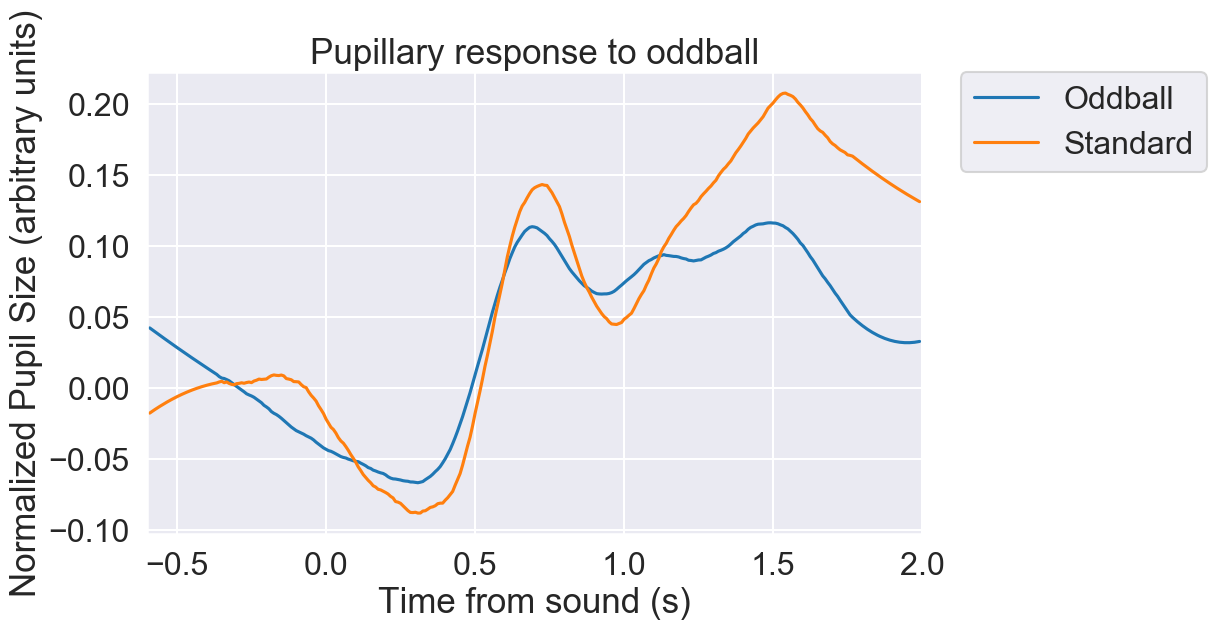 Pupillary response to oddball
Normalized Pupil Size (arbitrary units)
0.20
0.15
0.10
0.05
0.00
−0.05
−0.10
−0.5
0.0
0.5
1.0
1.5
2.0
Time from sound (s)
Oddball
Standard